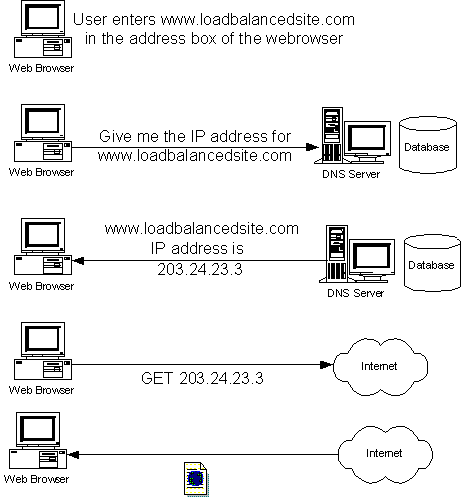 User enters www.loadbalancedsite.com
in the address box of the webrowser
Web Browser
Give me the IP address for
www.loadbalancedsite.com
Web Browser
DNS Server
Database
www.loadbalancedsite.com
IP address is
203.24.23.3
Web Browser
DNS Server
Database
GET 203.24.23.3
Web Browser
Internet
Web Browser
Internet